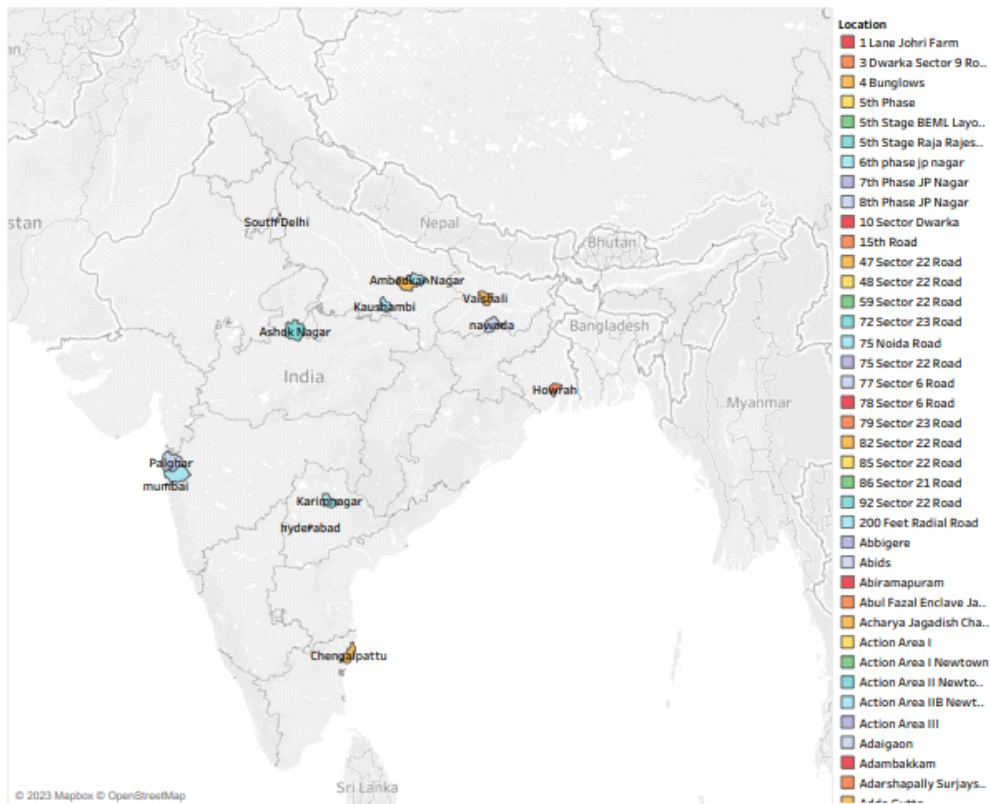 Location
1 Lane Johri Farm
3 Dwarka Sector 9 Ro..
4 Bunglows
5th Phase
5th Stage BEML Layo..
5th Stage Raja Rajes..
6th phase jp nagar
7th Phase JP Nagar
8th Phase JP Nagar
10 Sector Dwarka
15th Road
47 Sector 22 Road
48 Sector 22 Road
59 Sector 22 Road
72 Sector 23 Road
75 Noida Road
75 Sector 22 Road
77 Sector 6 Road
78 Sector 6 Road
79 Sector 23 Road
82 Sector 22 Road
85 Sector 22 Road
86 Sector 21 Road
92 Sector 22 Road
200 Feet Radial Road
Abbigere
Abids
Abiramapuram
Abul Fazal Enclave Ja..
Acharya Jagadish Cha..
Action Area I
Action Area I Newtown
Action Area II Newto..
Action Area IIB Newt..
Action Area III
Adaigaon
Adambakkam
Adarshapally Surjays..
stan
South Delhi
Nepal
Bhutan
Ambedkar Nagar
Vaishali
Kaushambi
nawada
Bangladesh
Ashok Nagar
India
Howrah
Myanmar
Palghar
mumbai
Karimnagar
hyderabad
Chengalpattu
Sri Lanka
© 2023 Mapbox © OpenStreetMap